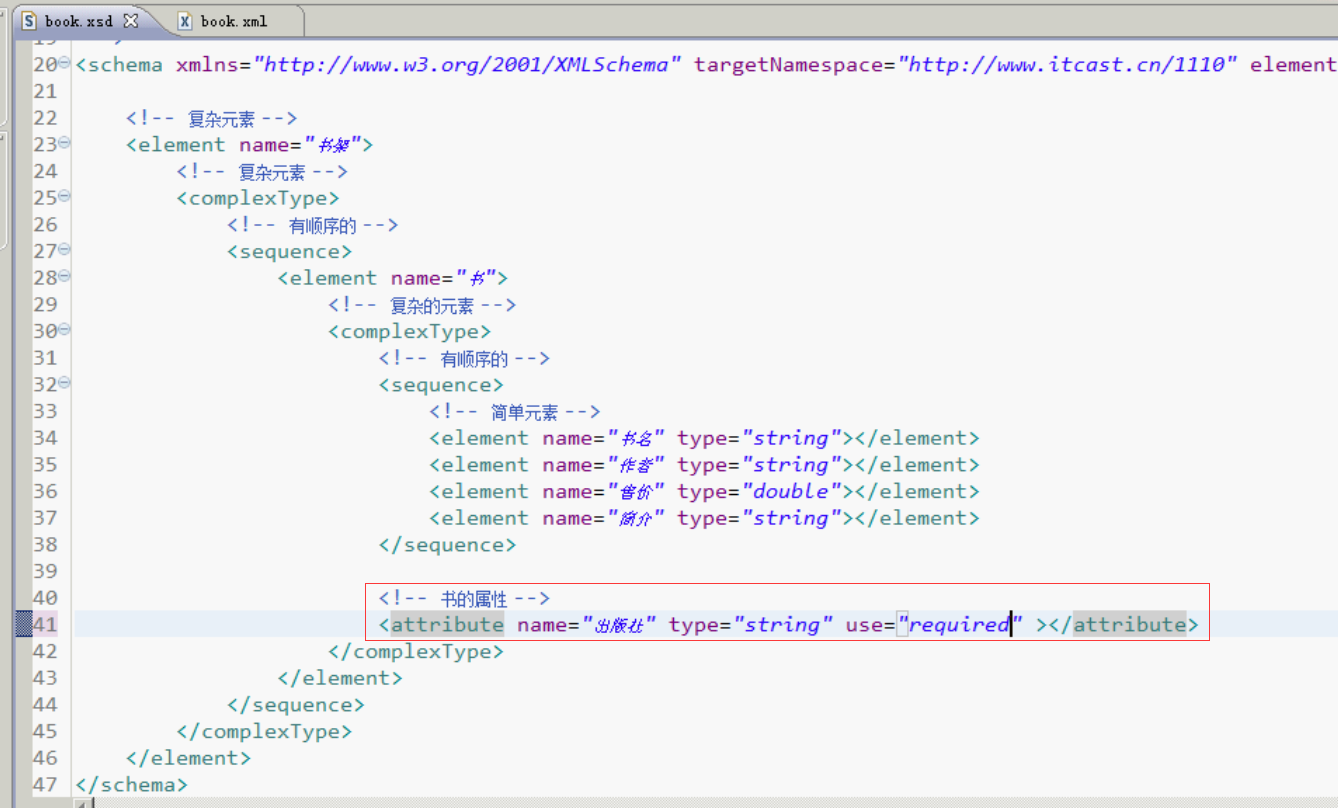 book.xsd book.xml
20 <schema xmlns="http://www.w3.org/2001/XMLSchema" targetNamespace="http://www.itcast.cn/1110" element
21
22 <!-- 复杂元素 -->
23 <element name="书架">
24 <!-- 复杂元素 -->
25 <complexType>
26 <!-- 有顺序的 -->
27 <sequence>
28 <element name="书">
29 <!-- 复杂的元素 -->
30 <complexType>
31 <!-- 有顺序的 -->
32 <sequence>
33 <!-- 简单元素 -->
34 <element name="书名" type="string"></element>
35 <element name="作者" type="string"></element>
36 <element name="售价" type="double"></element>
37 <element name="简介" type="string"></element>
38 </sequence>
39
40 <!-- 书的属性 -->
41 <attribute name="出版社" type="string" use="required" ></attribute>
42 </complexType>
43 </element>
44 </sequence>
45 </complexType>
46 </element>
47 </schema>